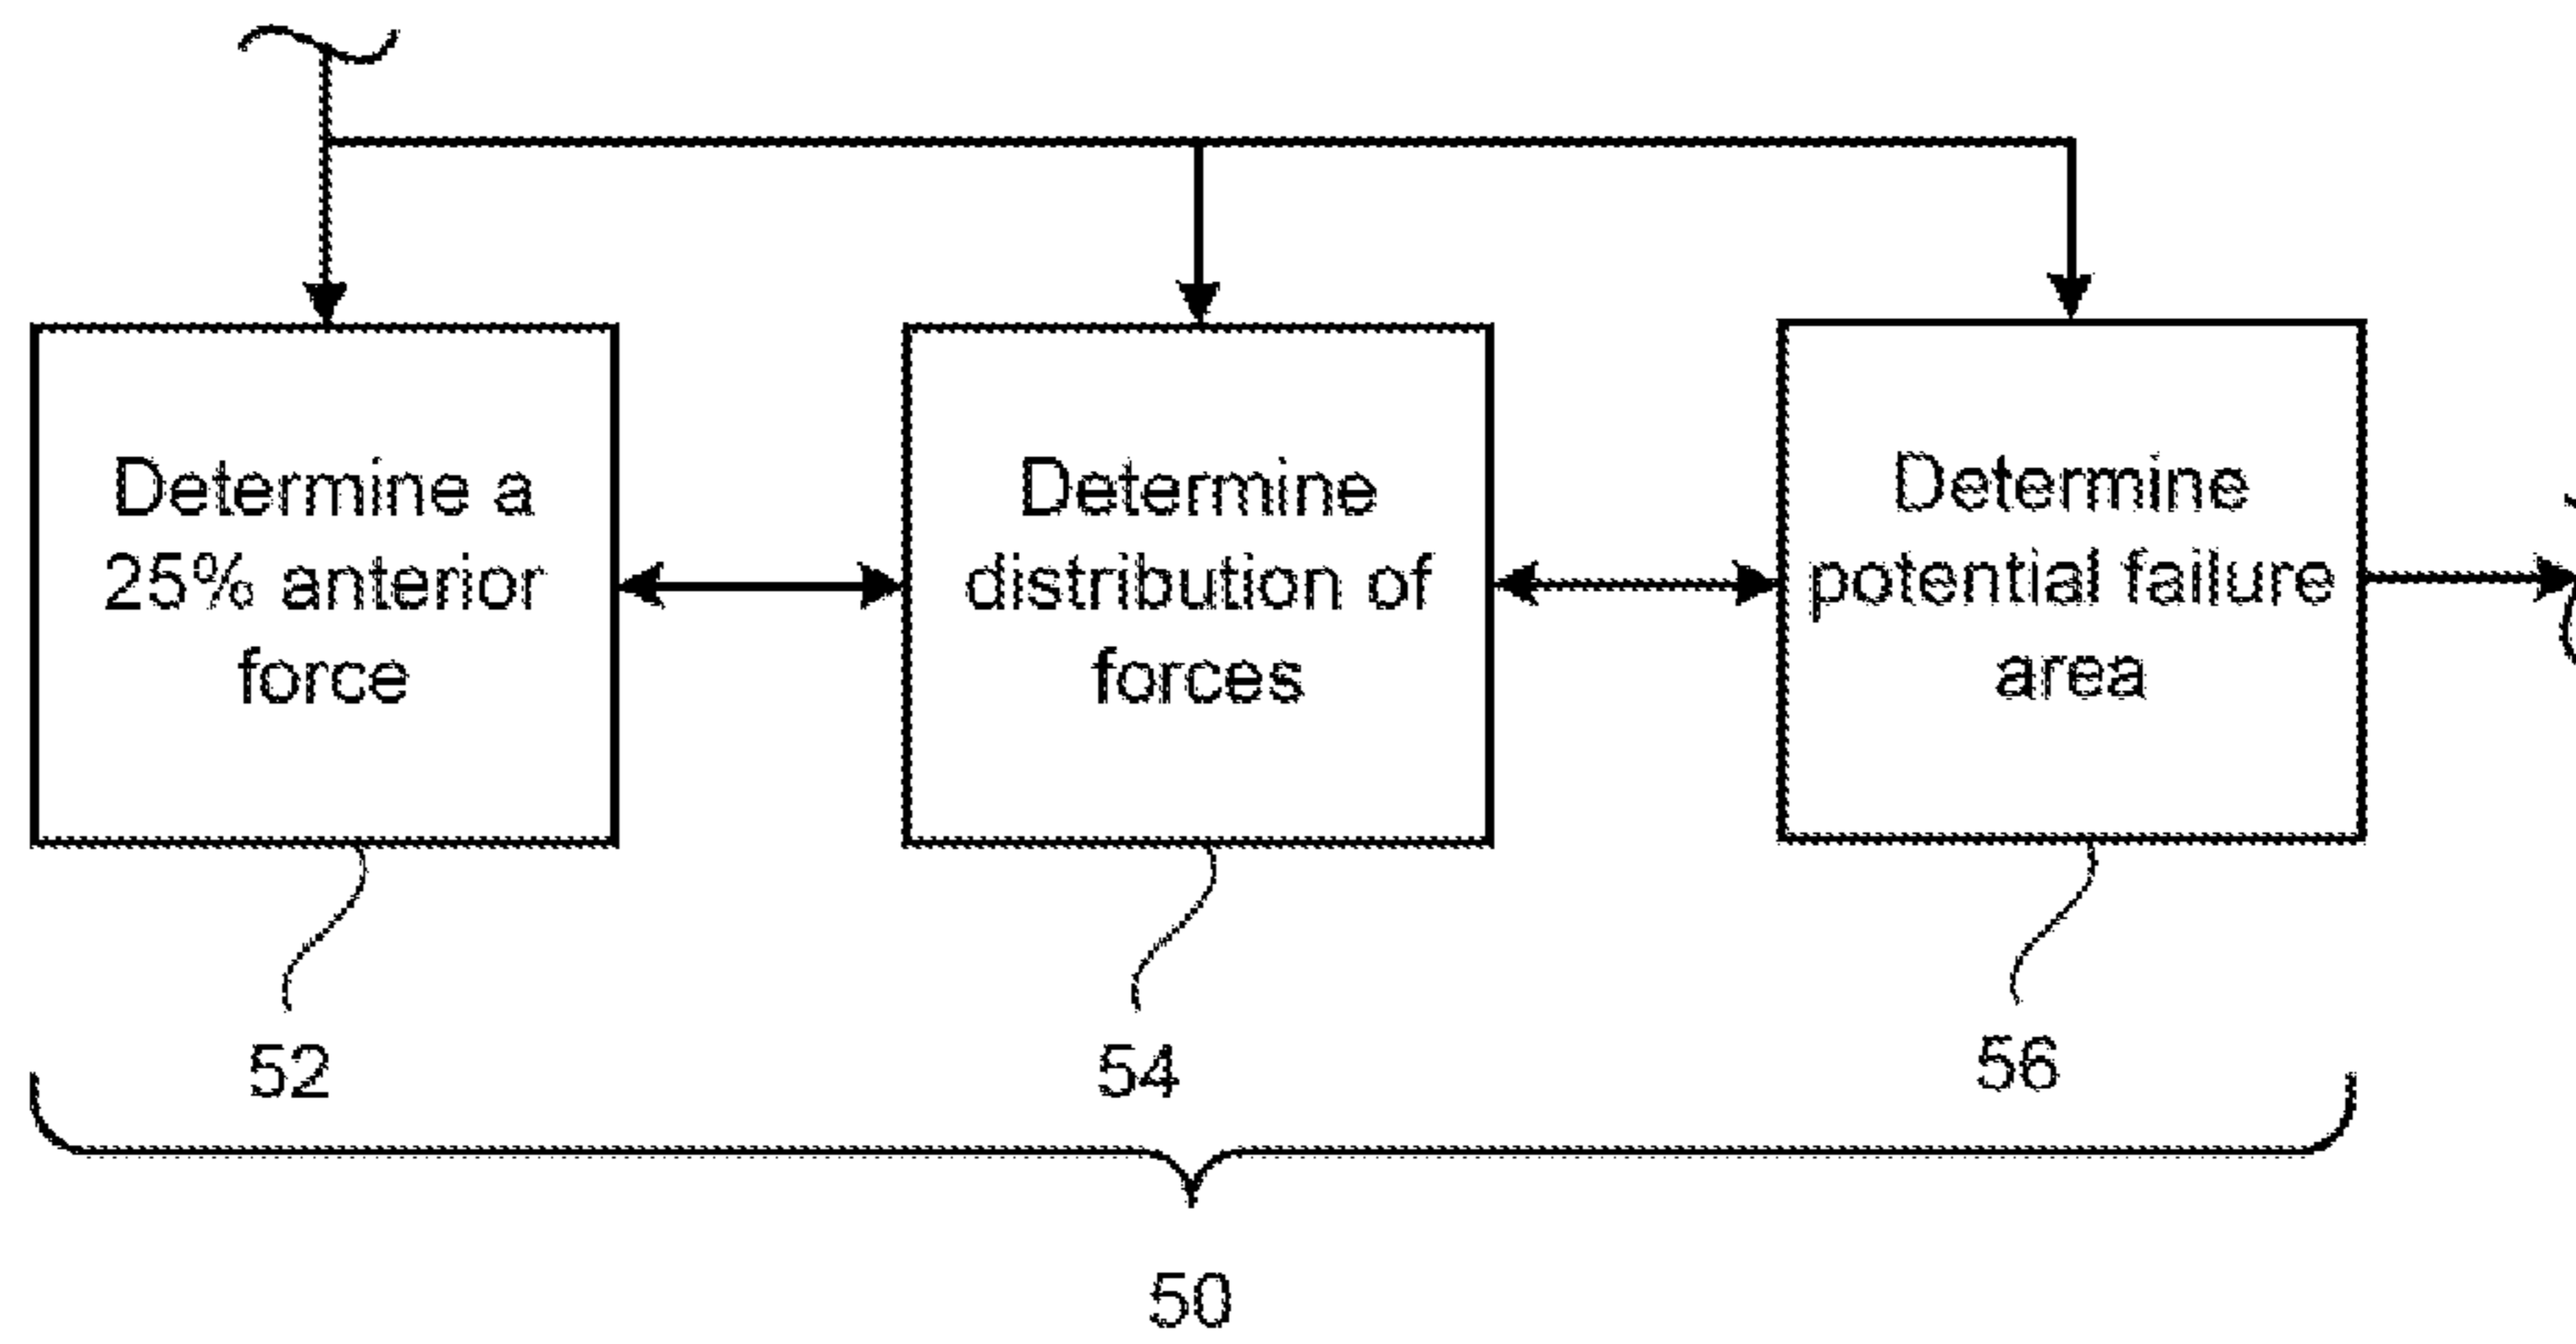 Determine a
25% anterior
force
Determine
distribution of
forces
Determine
potential failure
area
52
54
56
50